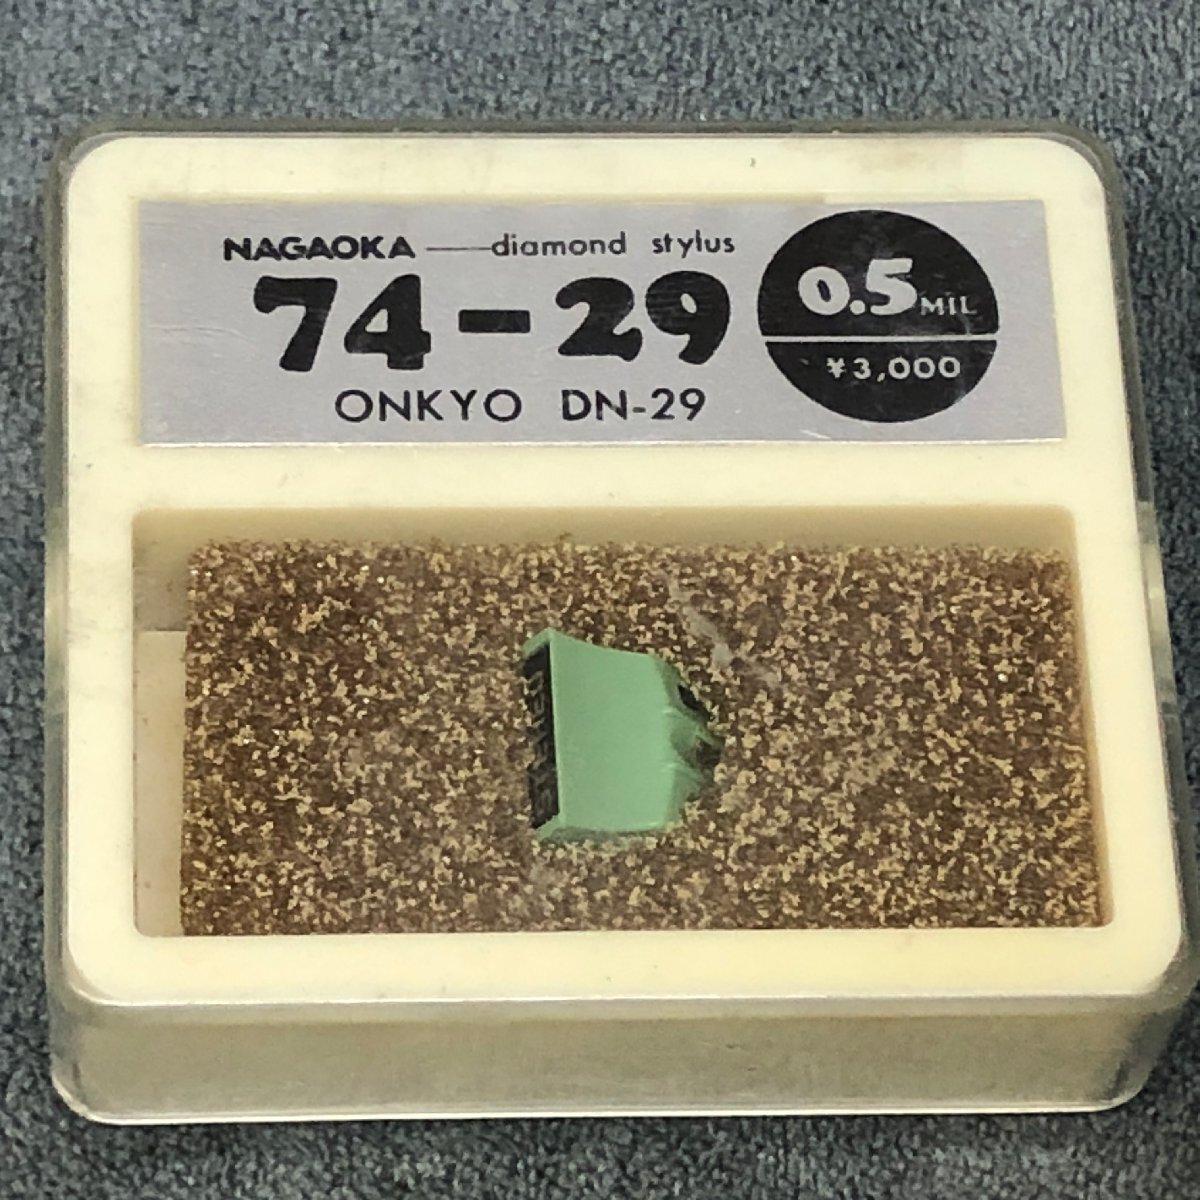 NAGAOKA — diamond stylus
74-29
ONKYO DN-29
0.5 MIL
¥3,000